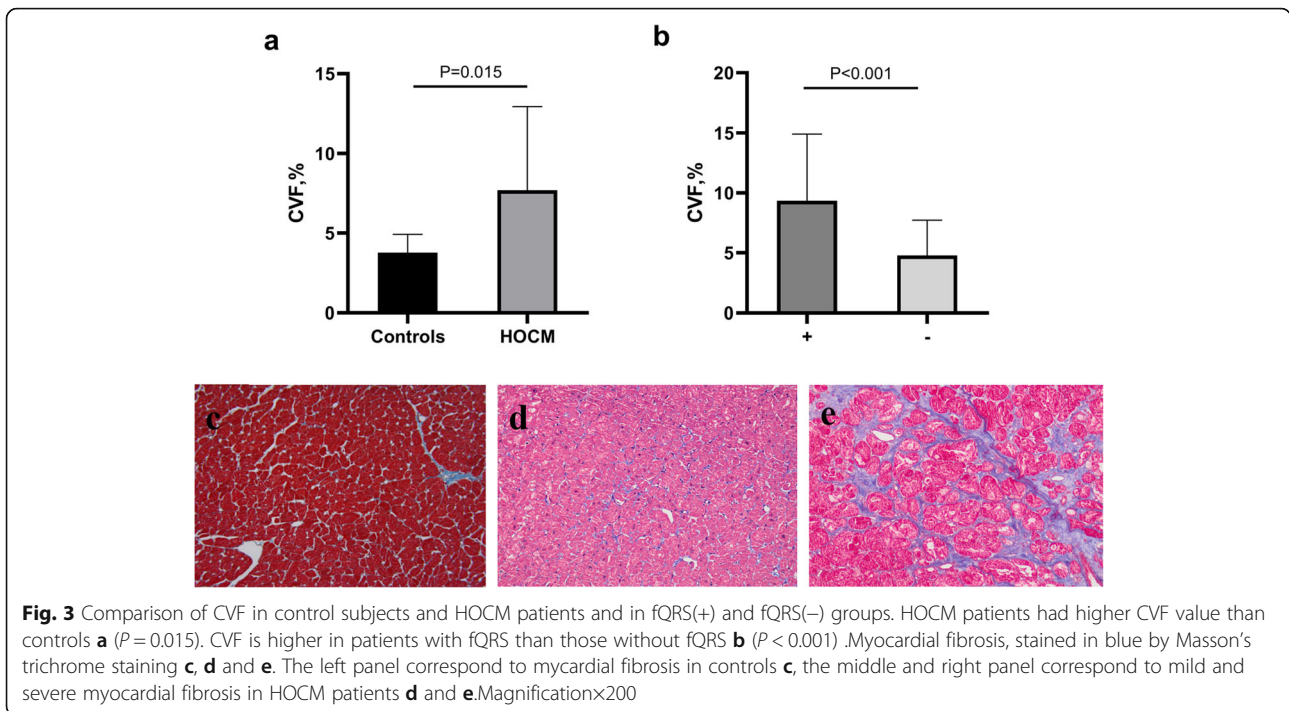 a
P=0.015
15
10
5
0
CVF,%
Controls HOCM
b
P<0.001
20
15
10
5
0
CVF,%
+ -
c d e
Fig. 3 Comparison of CVF in control subjects and HOCM patients and in fQRS(+) and fQRS(−) groups. HOCM patients had higher CVF value than
controls a (P = 0.015). CVF is higher in patients with fQRS than those without fQRS b (P < 0.001) .Myocardial fibrosis, stained in blue by Masson’s
trichrome staining c, d and e. The left panel correspond to mycardial fibrosis in controls c, the middle and right panel correspond to mild and
severe myocardial fibrosis in HOCM patients d and e.Magnification×200